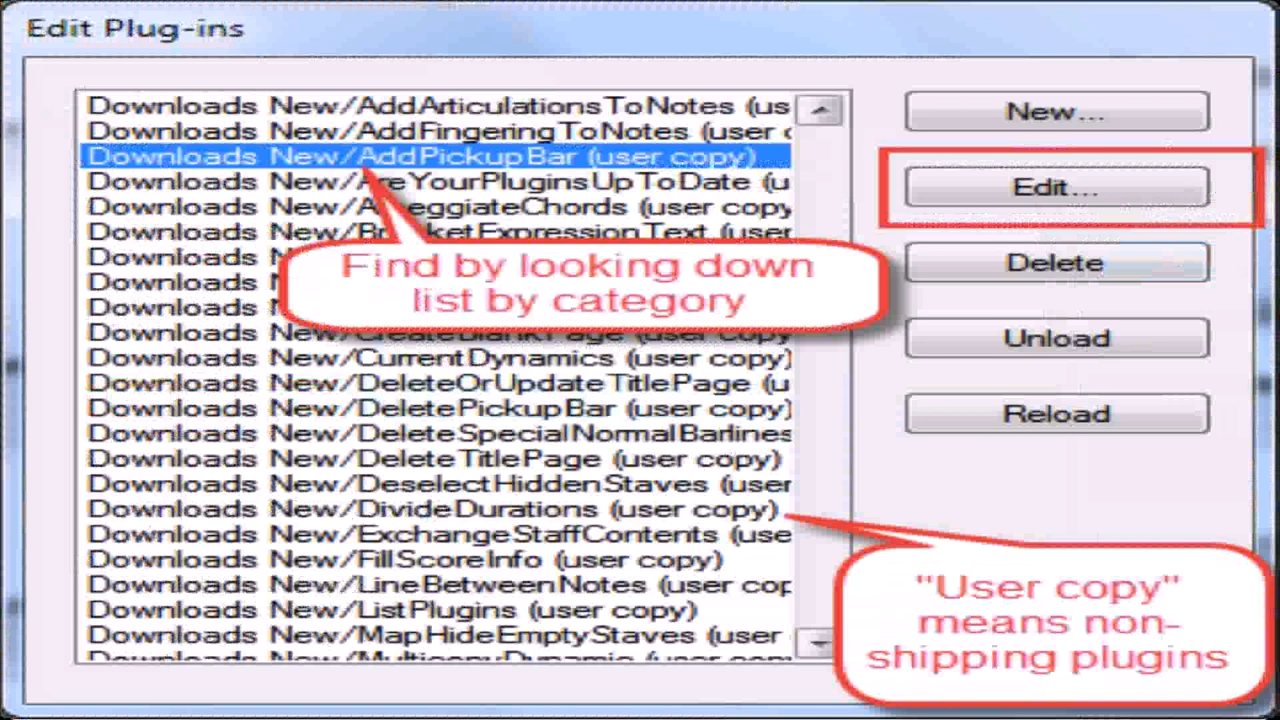 Edit Plug-ins
Downloads New/AddArticulationsToNotes (us
Downloads New/AddFingeringToNotes (user
Downloads New/AddPickupBar (user copy)
Downloads New/AreYourPluginsUpToDate (u
Downloads New/ArpeggiateChords (user copy
Downloads New/BracketExpressionText (user
Downloads
Downloads
Downloads
Downloads New/CreateBlankPage (user copy)
Downloads New/CurrentDynamics (user copy)
Downloads New/DeleteOrUpdateTitlePage (u
Downloads New/DeletePickupBar (user copy)
Downloads New/DeleteSpecialNormalBarlines
Downloads New/DeleteTitlePage (user copy)
Downloads New/DeselectHiddenStaves (user
Downloads New/DivideDurations (user copy)
Downloads New/ExchangeStaffContents (use
Downloads New/FillScoreInfo (user copy)
Downloads New/LineBetweenNotes (user cop
Downloads New/ListPlugins (user copy)
Downloads New/MapHideEmptyStaves (user
Downloads New/MulticopyDynamic (user copy
Find by looking down
list by category
New...
Edit...
Delete
Unload
Reload
"User copy"
means non-
shipping plugins